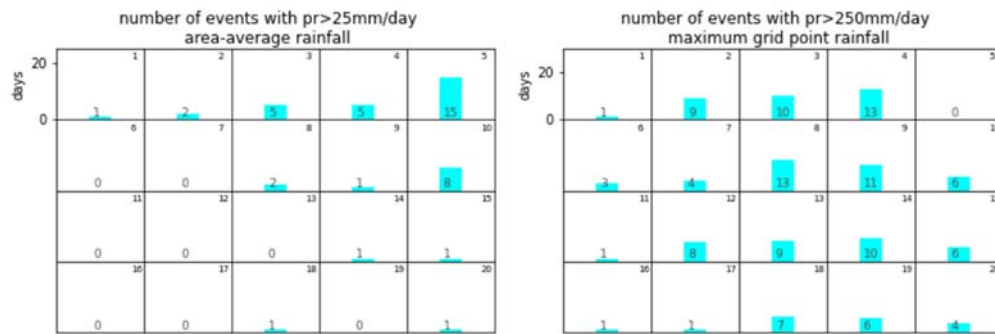 number of events with pr>25mm/day
area-average rainfall
days
20
0
1 2 3 4 5
1 2 5 5 15
6 7 8 9 10
0 0 2 1 8
11 12 13 14 15
0 0 0 1 1
16 17 18 19 20
0 0 1 0 1
number of events with pr>250mm/day
maximum grid point rainfall
days
20
0
1 2 3 4
1 9 10 13 0
6 7 8 9 1
3 4 13 11 6
11 12 13 14 1
1 8 9 10 6
16 17 18 19 2
1 1 7 6 4